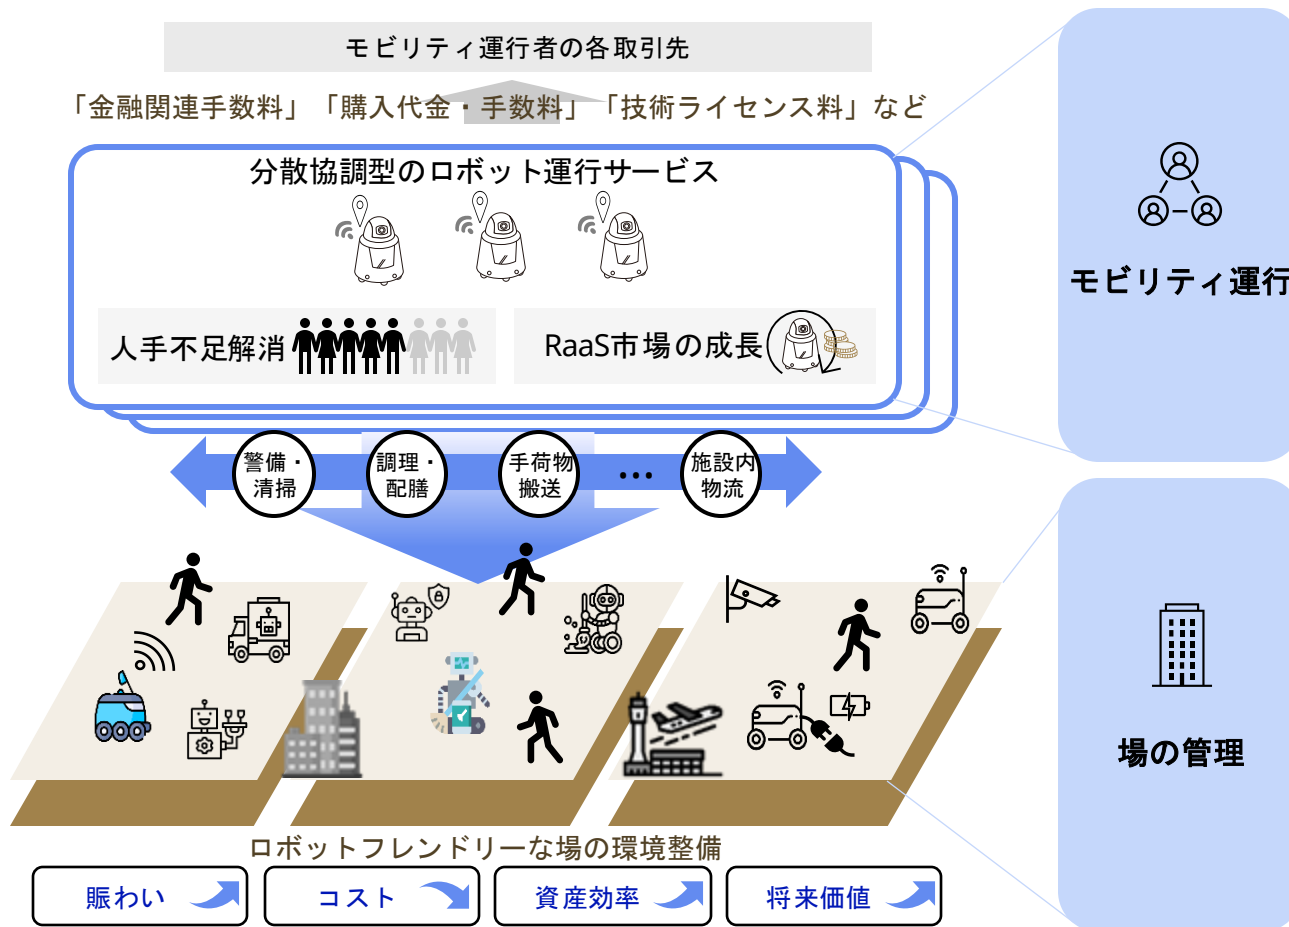 モビリティ運行者の各取引先
「金融関連手数料」「購入代金・手数料」「技術ライセンス料」など
分散協調型のロボット運行サービス
人手不足解消
RaaS市場の成長
警備・
清掃
調理・
配膳
手荷物
搬送
…
施設内
物流
ロボットフレンドリーな場の環境整備
賑わい
コスト
資産効率
将来価値
モビリティ運行
場の管理